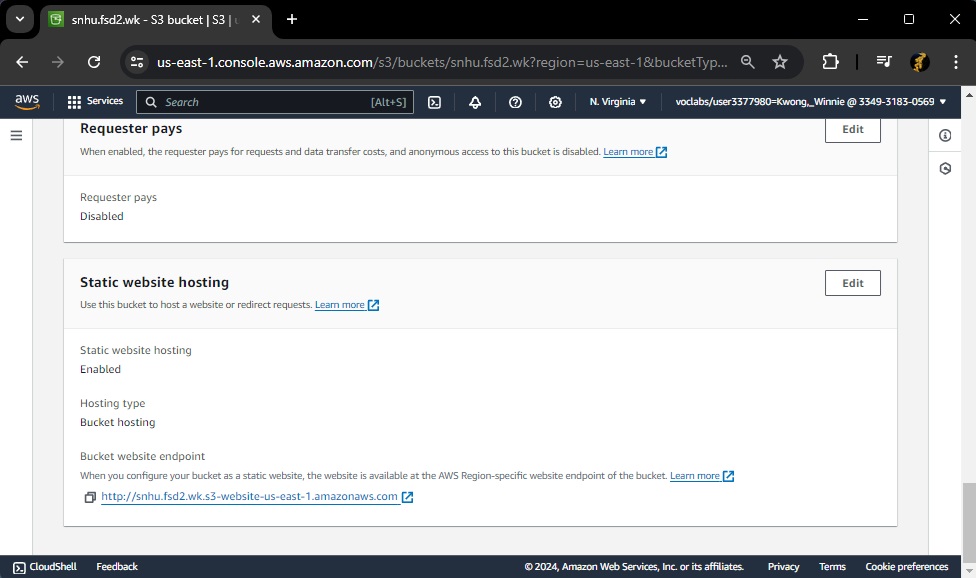 snhu.fsd2.wk - S3 bucket | S3 |
us-east-1.console.aws.amazon.com/s3/buckets/snhu.fsd2.wk?region=us-east-1&bucketTyp...
aws
Services
Search
[Alt+S]
N. Virginia
voclabs/user3377980=Kwong,_Winnie @ 3349-3183-0569
Requester pays
Edit
When enabled, the requester pays for requests and data transfer costs, and anonymous access to this bucket is disabled. Learn more
Requester pays
Disabled
Static website hosting
Edit
Use this bucket to host a website or redirect requests. Learn more
Static website hosting
Enabled
Hosting type
Bucket hosting
Bucket website endpoint
When you configure your bucket as a static website, the website is available at the AWS Region-specific website endpoint of the bucket. Learn more
http://snhu.fsd2.wk.s3-website-us-east-1.amazonaws.com
CloudShell
Feedback
© 2024, Amazon Web Services, Inc. or its affiliates.
Privacy
Terms
Cookie preferences